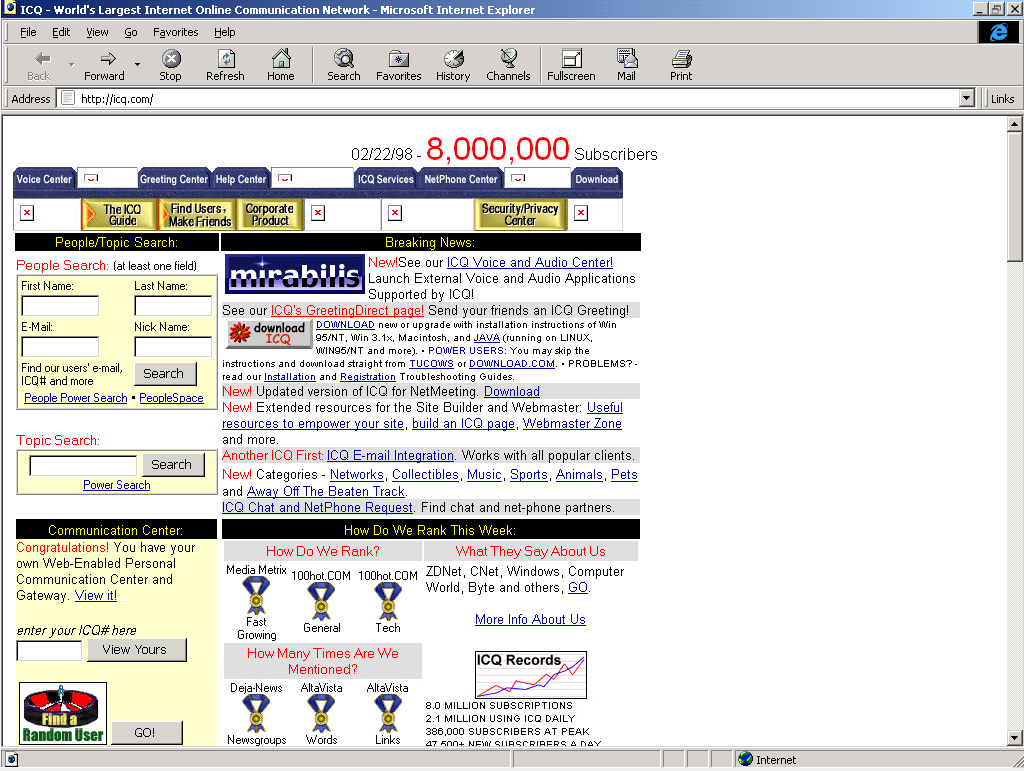 ICQ - World's Largest Internet Online Communication Network - Microsoft Internet Explorer
File Edit View Go Favorites Help
Back Forward Stop Refresh Home Search Favorites History Channels Fullscreen Mail Print
Address http://icq.com/ Links
02/22/98 - 8,000,000 Subscribers
Voice Center Greeting Center Help Center ICQ Services NetPhone Center Download
The ICQ Guide
Find Users, Make Friends
Corporate Product
Security/Privacy Center
People/Topic Search:
People Search: (at least one field)
First Name: Last Name:
E-Mail: Nick Name:
Find our users' e-mail,
ICQ# and more
Search
People Power Search • PeopleSpace
Topic Search:
Search
Power Search
Breaking News:
mirabilis
New!See our ICQ Voice and Audio Center!
Launch External Voice and Audio Applications
Supported by ICQ!
See our ICQ's GreetingDirect page! Send your friends an ICQ Greeting!
download
ICQ
DOWNLOAD new or upgrade with installation instructions of Win
95/NT, Win 3.1x, Macintosh, and JAVA (running on LINUX,
WIN95/NT and more). • POWER USERS: You may skip the
instructions and download straight from TUCOWS or DOWNLOAD.COM. • PROBLEMS? -
read our Installation and Registration Troubleshooting Guides.
New! Updated version of ICQ for NetMeeting. Download
New! Extended resources for the Site Builder and Webmaster: Useful
resources to empower your site, build an ICQ page, Webmaster Zone
and more.
Another ICQ First: ICQ E-mail Integration. Works with all popular clients.
New! Categories - Networks, Collectibles, Music, Sports, Animals, Pets
and Away Off The Beaten Track.
ICQ Chat and NetPhone Request. Find chat and net-phone partners.
Communication Center:
Congratulations! You have your
own Web-Enabled Personal
Communication Center and
Gateway. View it!
enter your ICQ# here
View Yours
Find a
Random User
GO!
How Do We Rank This Week:
How Do We Rank?
Media Metrix 100hot.COM 100hot.COM
Fast Growing
General
Tech
How Many Times Are We
Mentioned?
Deja-News AltaVista AltaVista
Newsgroups Words Links
What They Say About Us
ZDNet, CNet, Windows, Computer
World, Byte and others, GO.
More Info About Us
ICQ Records
8.0 MILLION SUBSCRIPTIONS
2.1 MILLION USING ICQ DAILY
386,000 SUBSCRIBERS AT PEAK
47,500+ NEW SUBSCRIBERS A DAY
Internet